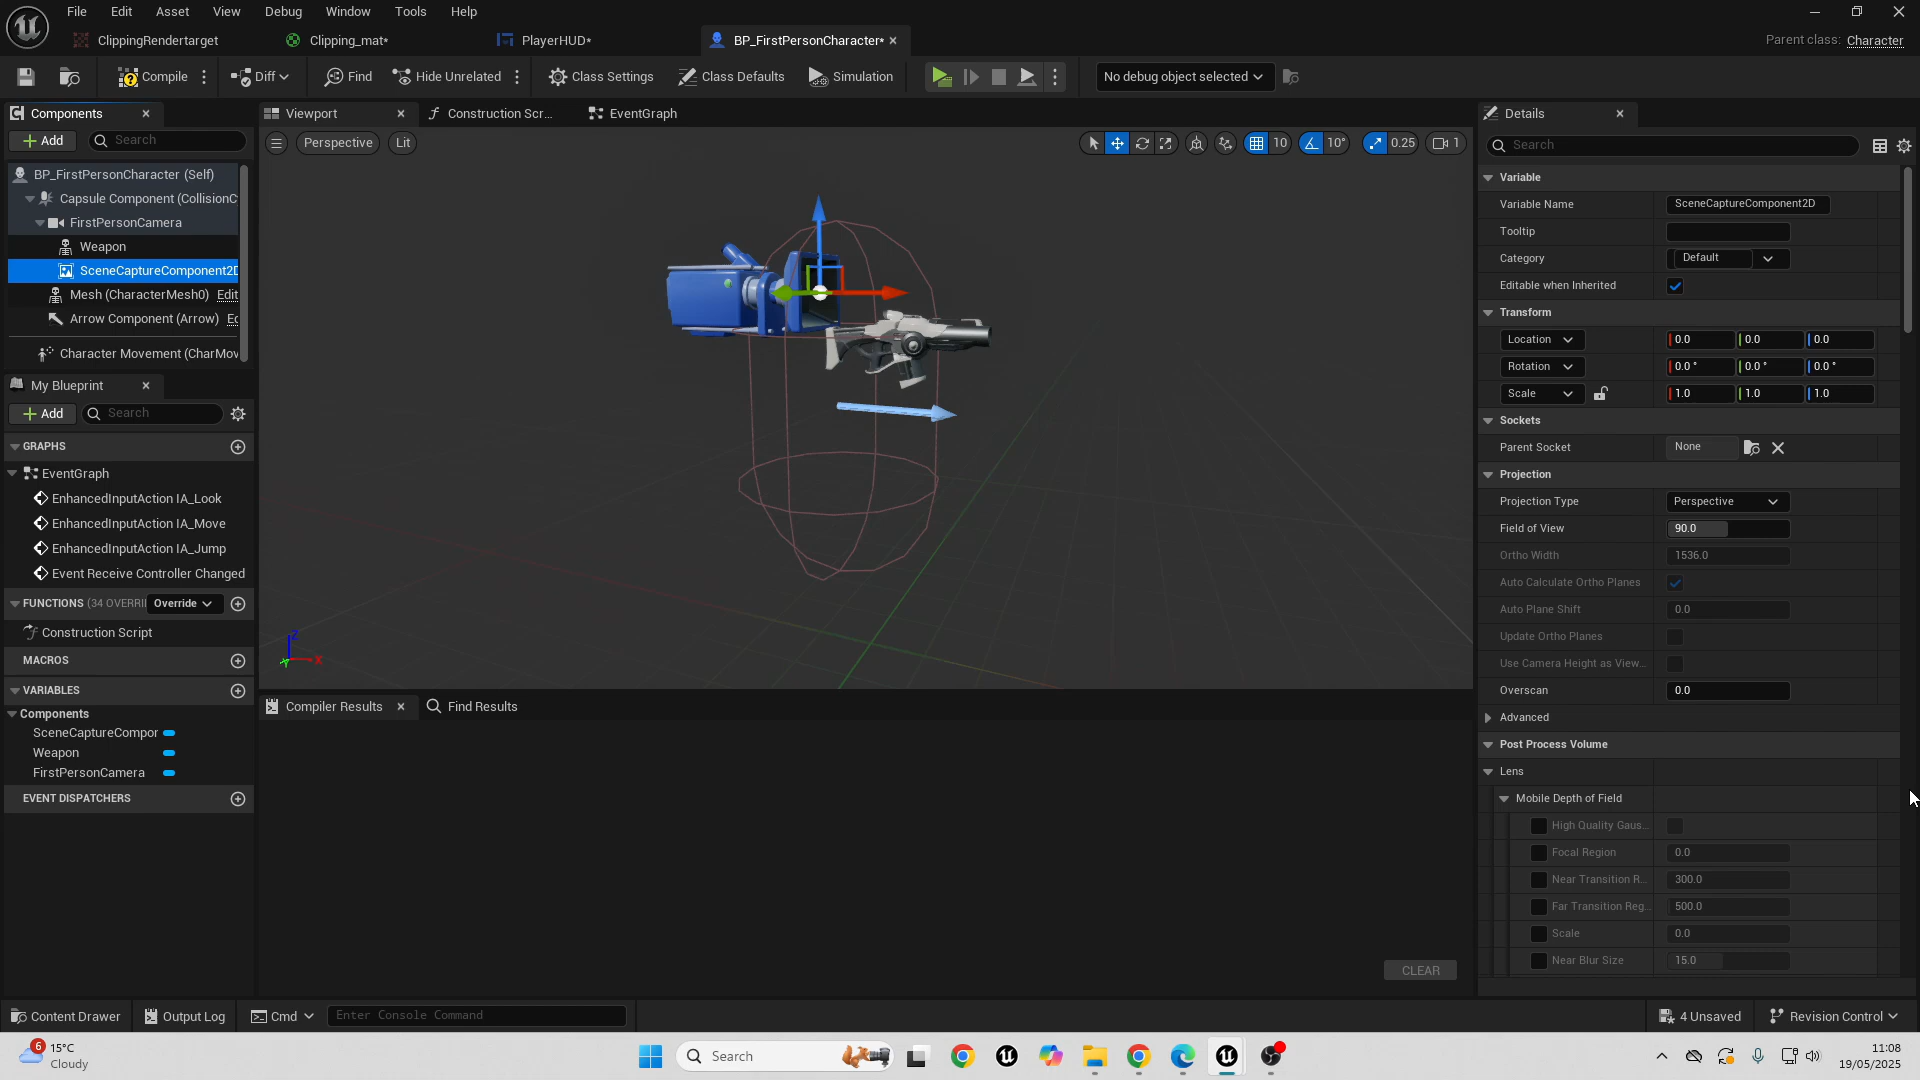 File Edit Asset View Debug Window Tools Help
ClippingRendertarget Clipping_mat* PlayerHUD* BP_FirstPersonCharacter* Parent class: Character
Compile Diff Find Hide Unrelated Class Settings Class Defaults Simulation No debug object selected
Components Viewport Construction Scr... EventGraph Details
Add Search Perspective Lit 10 10° 0.25 1 Search
BP_FirstPersonCharacter (Self)
Capsule Component (CollisionC
FirstPersonCamera
Weapon
SceneCaptureComponent2D
Mesh (CharacterMesh0) Edit
Arrow Component (Arrow) Ec
Character Movement (CharMov
My Blueprint
Add Search
GRAPHS
EventGraph
EnhancedInputAction IA_Look
EnhancedInputAction IA_Move
EnhancedInputAction IA_Jump
Event Receive Controller Changed
FUNCTIONS (34 OVERRI Override
Construction Script
MACROS
VARIABLES
Components
SceneCaptureCompor
Weapon
FirstPersonCamera
EVENT DISPATCHERS
Z
X
Y
Compiler Results Find Results
CLEAR
Variable
Variable Name SceneCaptureComponent2D
Tooltip
Category Default
Editable when Inherited
Transform
Location 0.0 0.0 0.0
Rotation 0.0 ° 0.0 ° 0.0 °
Scale 1.0 1.0 1.0
Sockets
Parent Socket None
Projection
Projection Type Perspective
Field of View 90.0
Ortho Width 1536.0
Auto Calculate Ortho Planes
Auto Plane Shift 0.0
Update Ortho Planes
Use Camera Height as View...
Overscan 0.0
Advanced
Post Process Volume
Lens
Mobile Depth of Field
High Quality Gaus...
Focal Region 0.0
Near Transition R... 300.0
Far Transition Reg... 500.0
Scale 0.0
Near Blur Size 15.0
Content Drawer Output Log Cmd Enter Console Command 4 Unsaved Revision Control
6 15°C
Cloudy
Search
11:08
19/05/2025